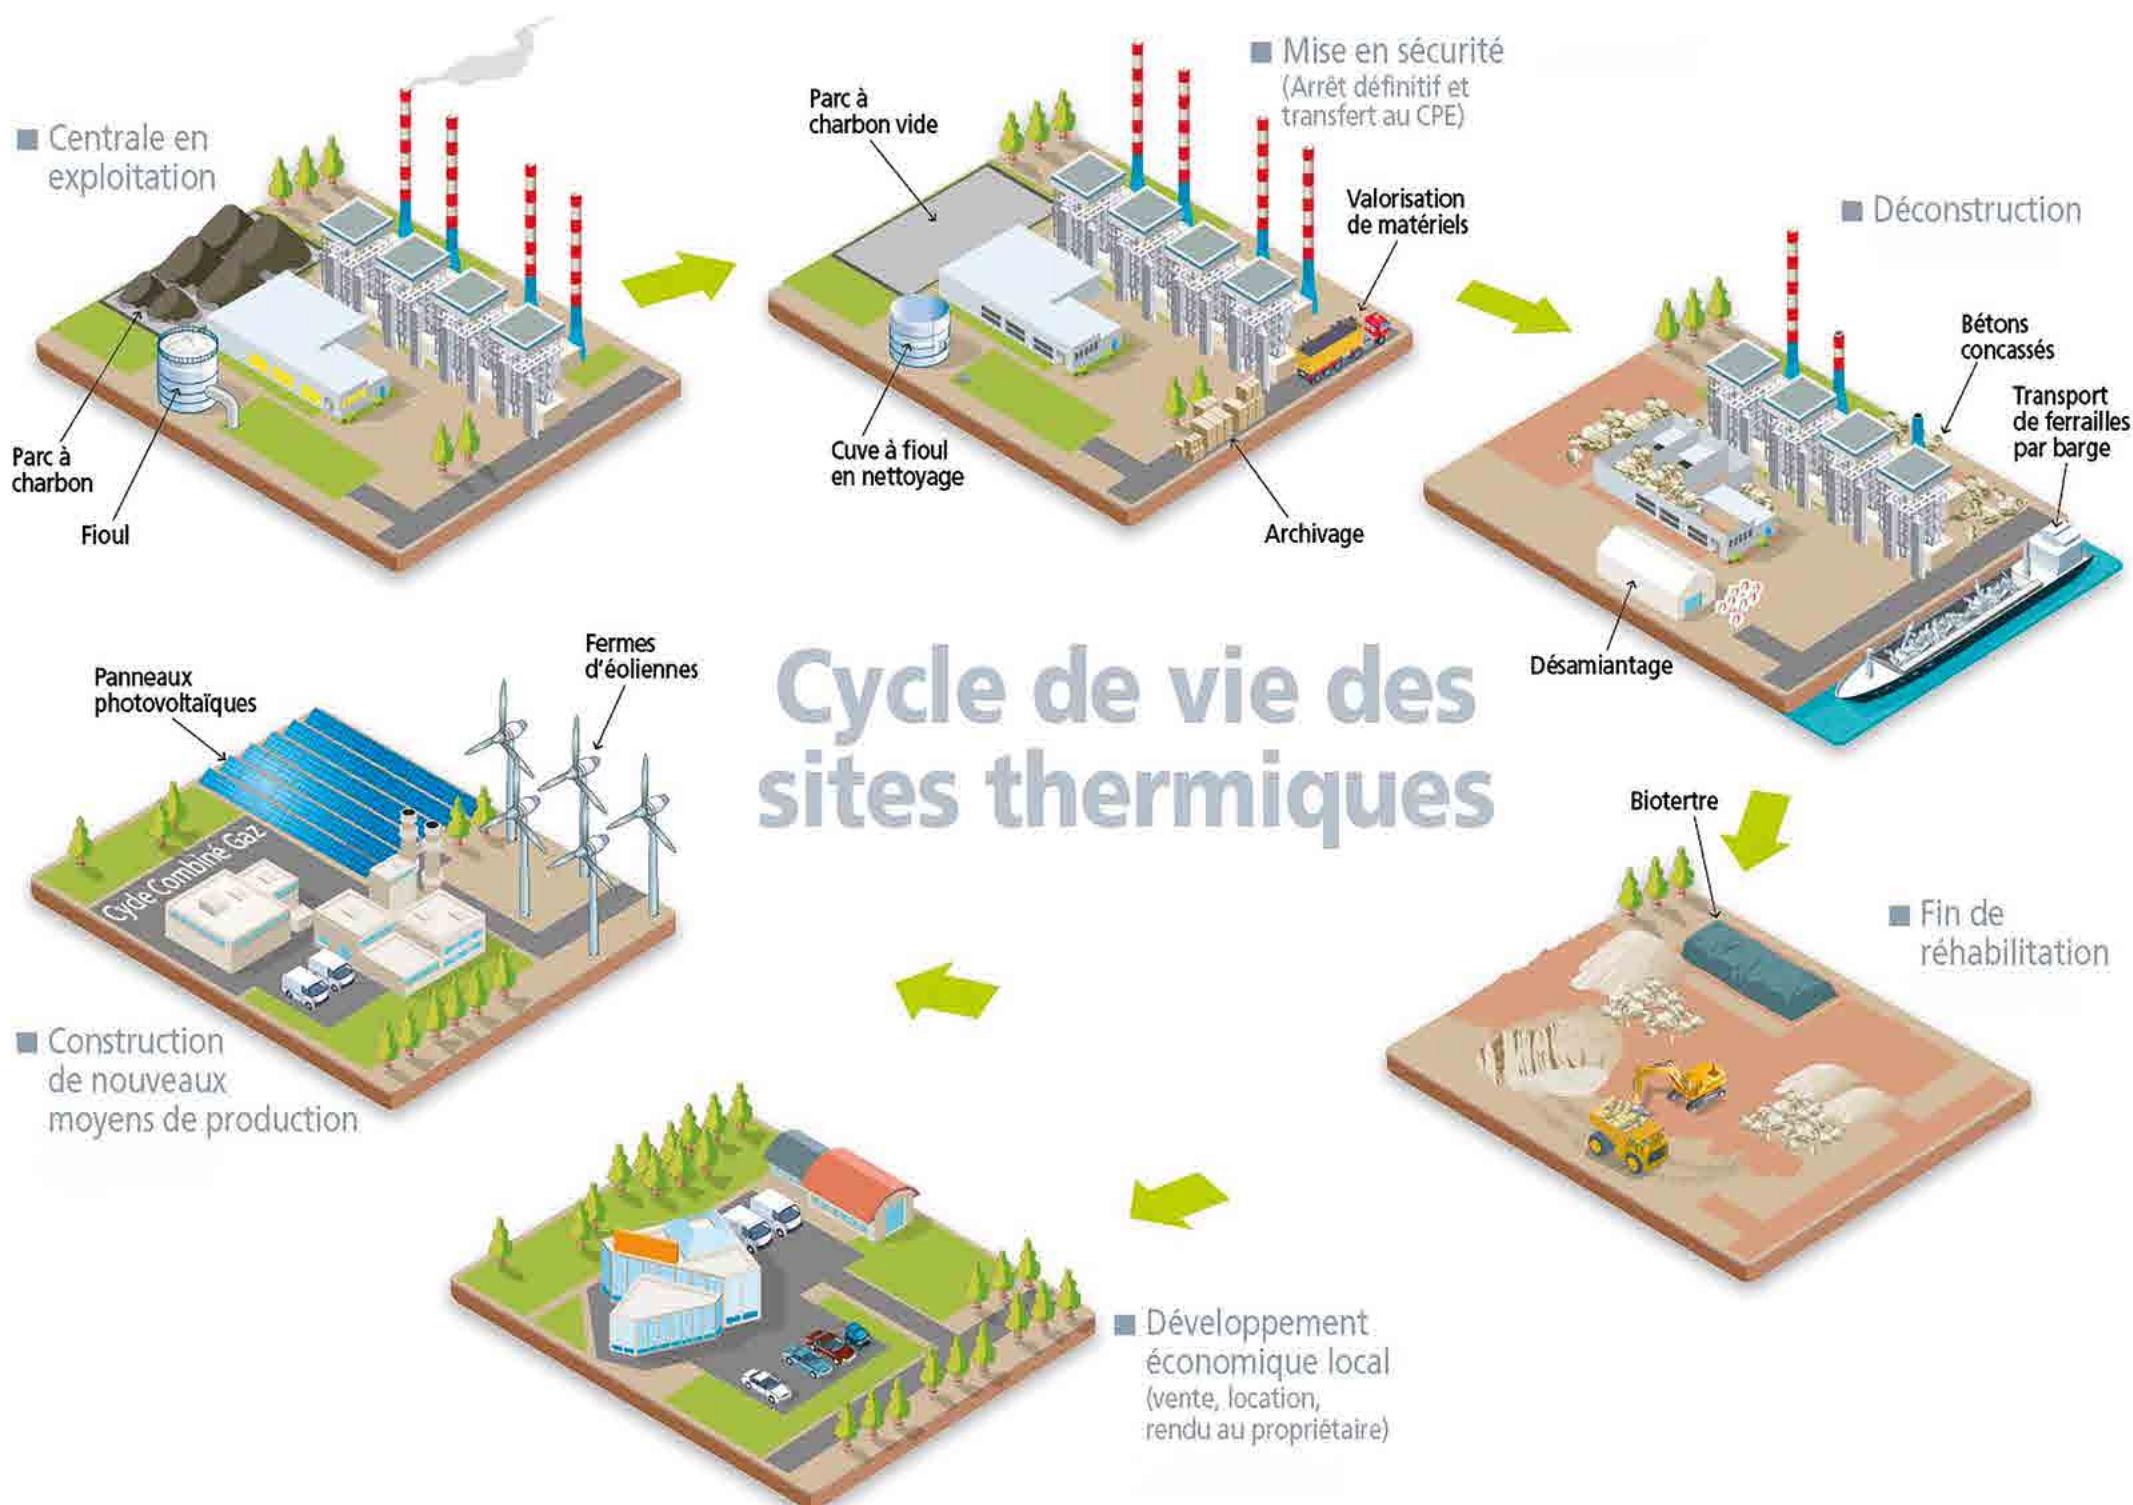 Centrale en
exploitation
Parc à
charbon
Fioul
Parc à
charbon vide
Mise en sécurité
(Arrêt définitif et
transfert au CPE)
Valorisation
de matériels
Cuve à fioul
en nettoyage
Archivage
Déconstruction
Bétons
concassés
Transport
de ferrailles
par barge
Désamiantage
Cycle de vie des
sites thermiques
Biotertre
Fin de
réhabilitation
Panneaux
photovoltaïques
Fermes
d'éoliennes
Cycle Combiné Gaz
Construction
de nouveaux
moyens de production
Développement
économique local
(vente, location,
rendu au propriétaire)